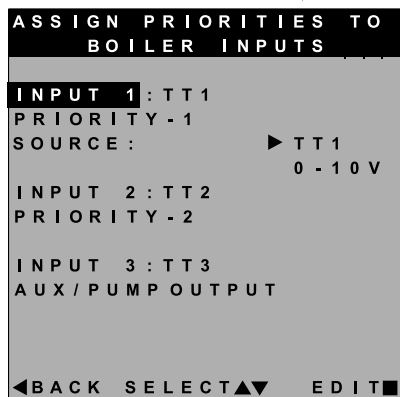 ASSIGN PRIORITIES TO
BOILER INPUTS
INPUT 1:TT1
PRIORITY-1
SOURCE: ▶TT1
0-10V
INPUT 2:TT2
PRIORITY-2
INPUT 3:TT3
AUX/PUMP OUTPUT
◀BACK SELECT▲▼ EDIT■